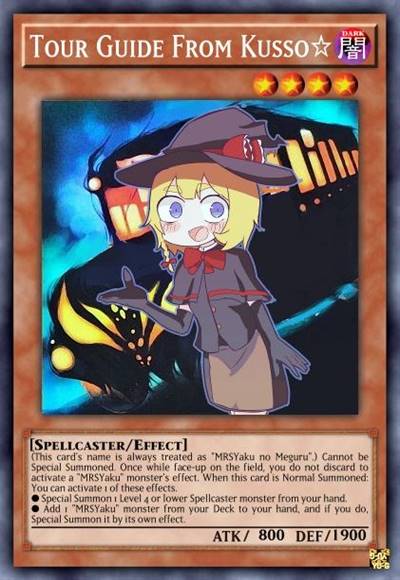 TOUR GUIDE FROM KUSSO☆
DARK
闇
[SPELLCASTER/EFFECT]
(This card's name is always treated as "MRSYaku no Meguru".) Cannot be
Special Summoned. Once while face-up on the field, you do not discard to
activate a "MRSYaku" monster's effect. When this card is Normal Summoned:
You can activate 1 of these effects.
● Special Summon 1 Level 4 or lower Spellcaster monster from your hand.
● Add 1 "MRSYaku" monster from your Deck to your hand, and if you do,
Special Summon it by its own effect.
ATK/ 800 DEF/1900